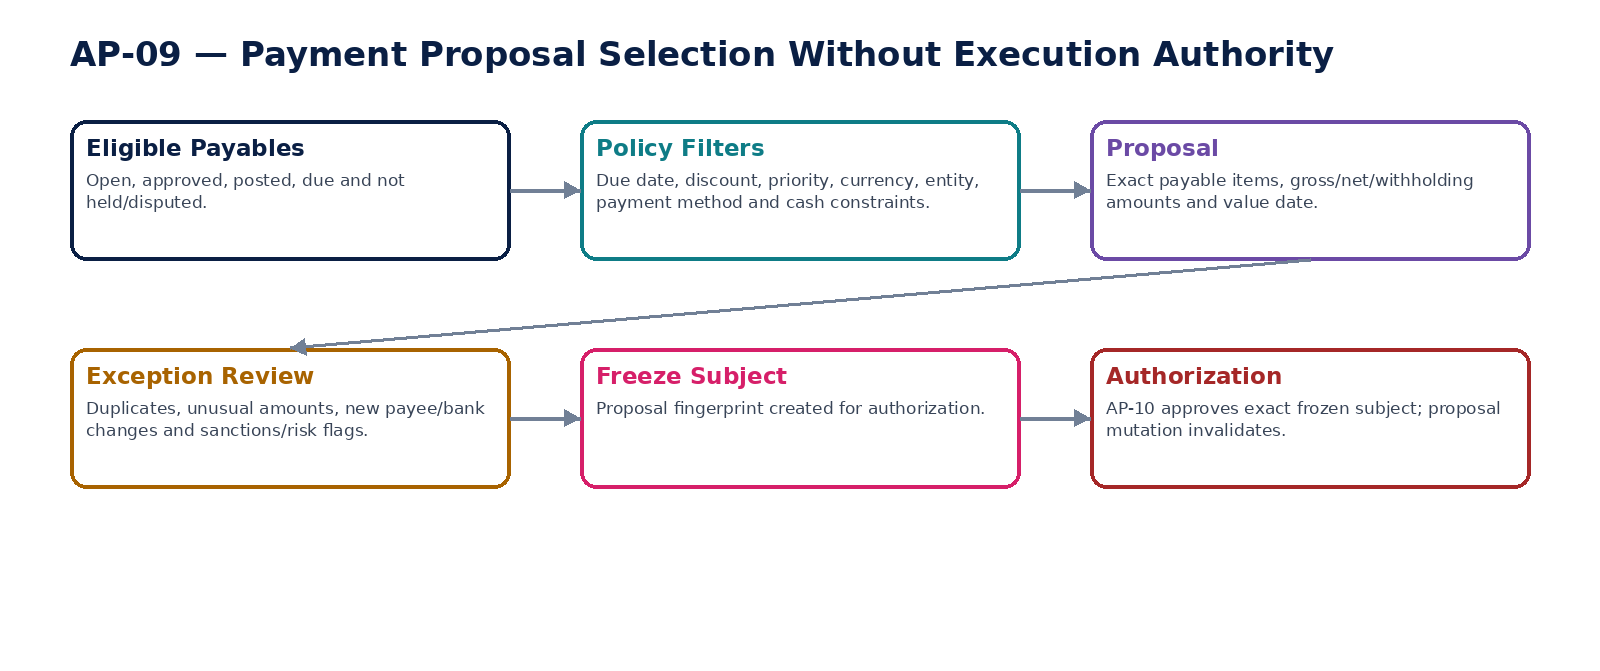 AP-09 — Payment Proposal Selection Without Execution Authority
Eligible Payables
Open, approved, posted, due and not
held/disputed.
Policy Filters
Due date, discount, priority, currency, entity,
payment method and cash constraints.
Proposal
Exact payable items, gross/net/withholding
amounts and value date.
Exception Review
Duplicates, unusual amounts, new payee/bank
changes and sanctions/risk flags.
Freeze Subject
Proposal fingerprint created for authorization.
Authorization
AP-10 approves exact frozen subject; proposal
mutation invalidates.